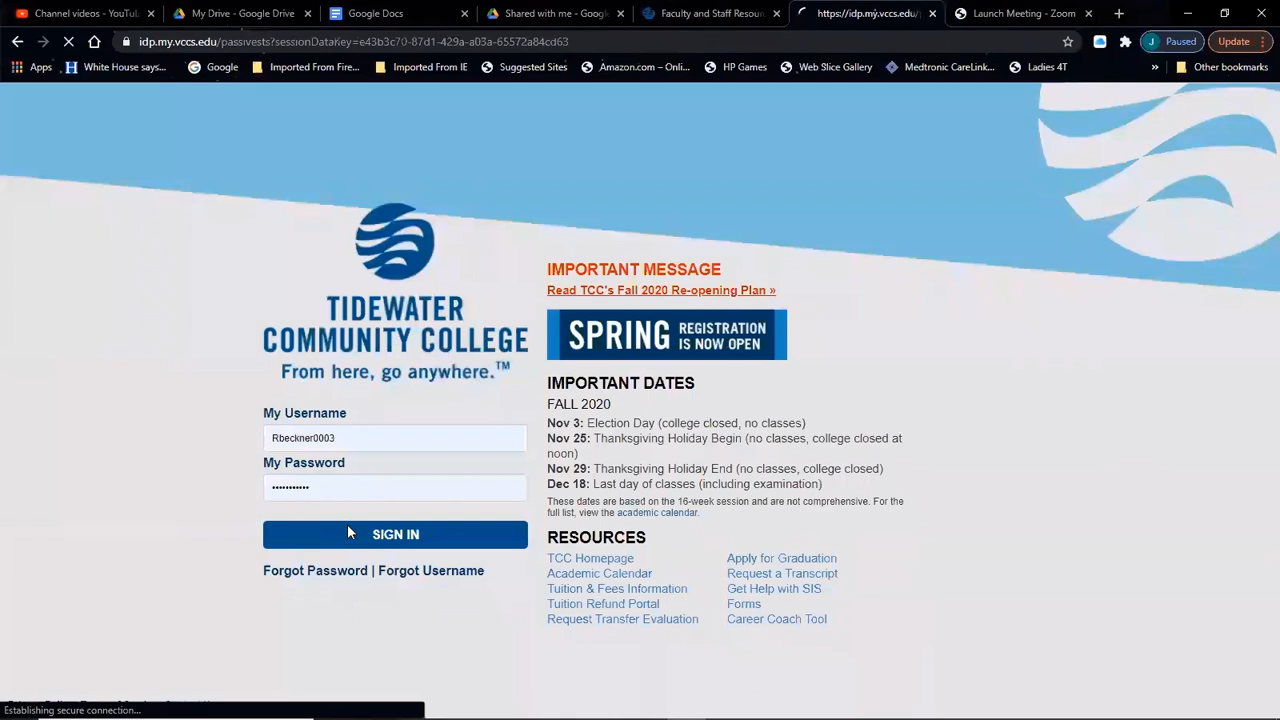 Channel videos - YouTu
My Drive - Google Drive
Google Docs
Shared with me - Googl
Faculty and Staff Resour
https://idp.my.vccs.edu/p
Launch Meeting - Zoom
idp.my.vccs.edu/passivests?sessionDataKey=e43b3c70-87d1-429a-a03a-65572a84cd63
J Paused
Update
Apps
White House says...
Google
Imported From Fire...
Imported From IE
Suggested Sites
Amazon.com – Onli...
HP Games
Web Slice Gallery
Medtronic CareLink...
Ladies 4T
»
Other bookmarks
TIDEWATER
COMMUNITY COLLEGE
From here, go anywhere.™
My Username
Rbeckner0003
My Password
•••••••••••
SIGN IN
Forgot Password | Forgot Username
IMPORTANT MESSAGE
Read TCC's Fall 2020 Re-opening Plan »
SPRING REGISTRATION IS NOW OPEN
IMPORTANT DATES
FALL 2020
Nov 3: Election Day (college closed, no classes)
Nov 25: Thanksgiving Holiday Begin (no classes, college closed at
noon)
Nov 29: Thanksgiving Holiday End (no classes, college closed)
Dec 18: Last day of classes (including examination)
These dates are based on the 16-week session and are not comprehensive. For the
full list, view the academic calendar.
RESOURCES
TCC Homepage
Academic Calendar
Tuition & Fees Information
Tuition Refund Portal
Request Transfer Evaluation
Apply for Graduation
Request a Transcript
Get Help with SIS
Forms
Career Coach Tool
Establishing secure connection...